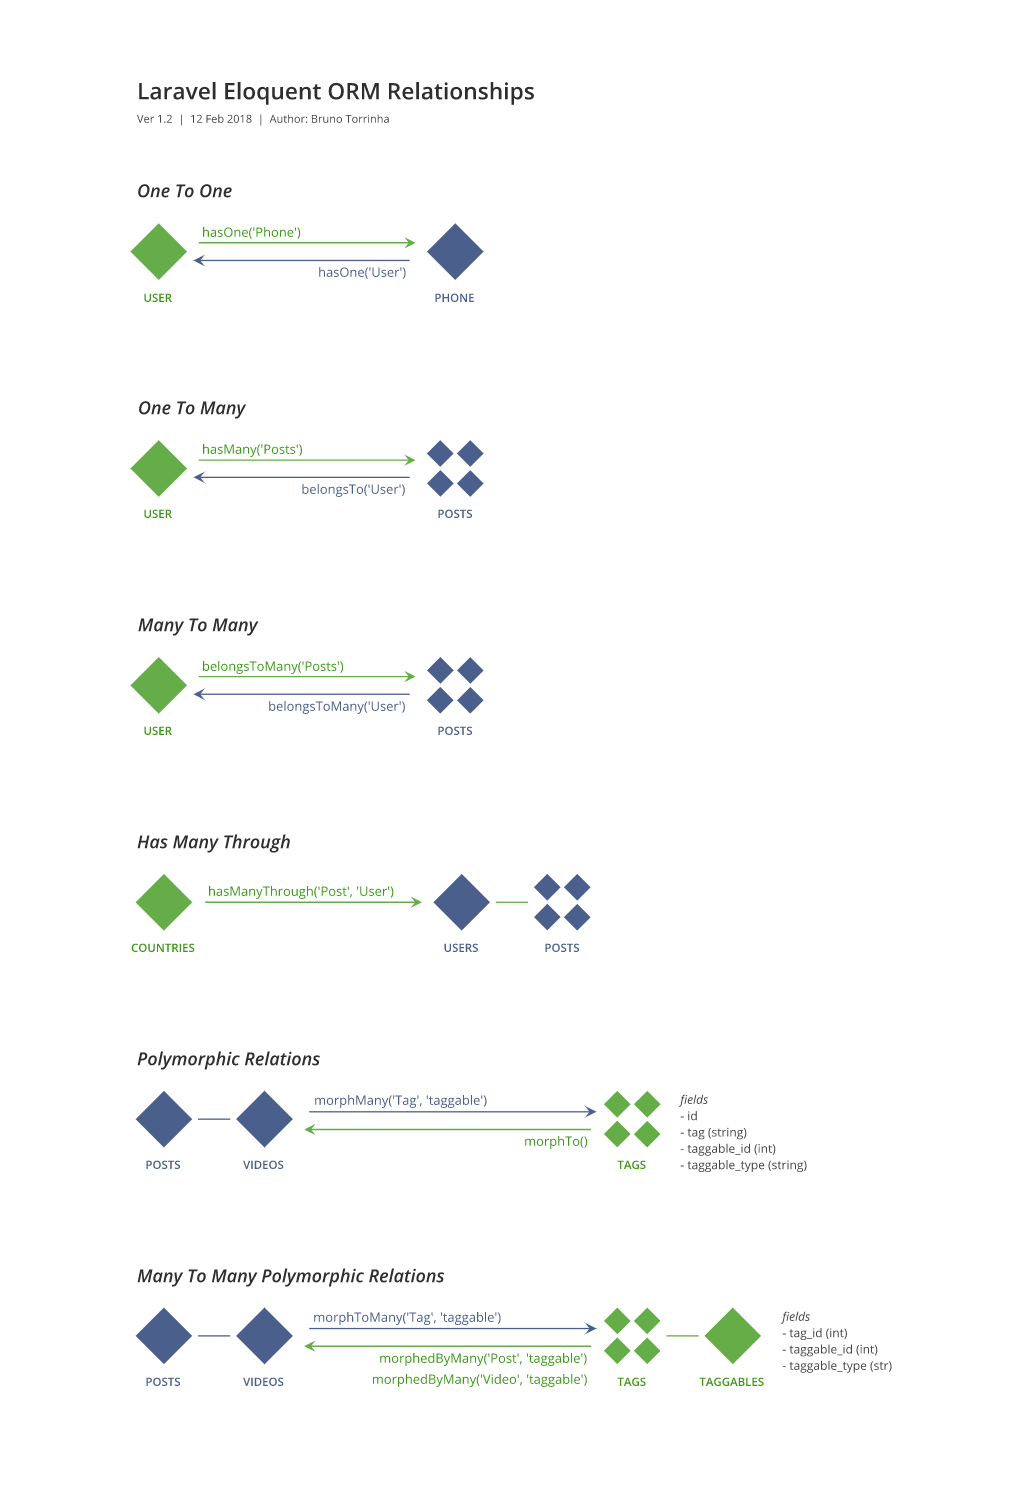 Laravel Eloquent ORM Relationships
Ver 1.2 | 12 Feb 2018 | Author: Bruno Torrinha
One To One
hasOne('Phone')
hasOne('User')
USER
PHONE
One To Many
hasMany('Posts')
belongsTo('User')
USER
POSTS
Many To Many
belongsToMany('Posts')
belongsToMany('User')
USER
POSTS
Has Many Through
hasManyThrough('Post', 'User')
COUNTRIES
USERS
POSTS
Polymorphic Relations
morphMany('Tag', 'taggable')
morphTo()
POSTS
VIDEOS
TAGS
fields
- id
- tag (string)
- taggable_id (int)
- taggable_type (string)
Many To Many Polymorphic Relations
morphToMany('Tag', 'taggable')
morphedByMany('Post', 'taggable')
morphedByMany('Video', 'taggable')
POSTS
VIDEOS
TAGS
TAGGABLES
fields
- tag_id (int)
- taggable_id (int)
- taggable_type (str)